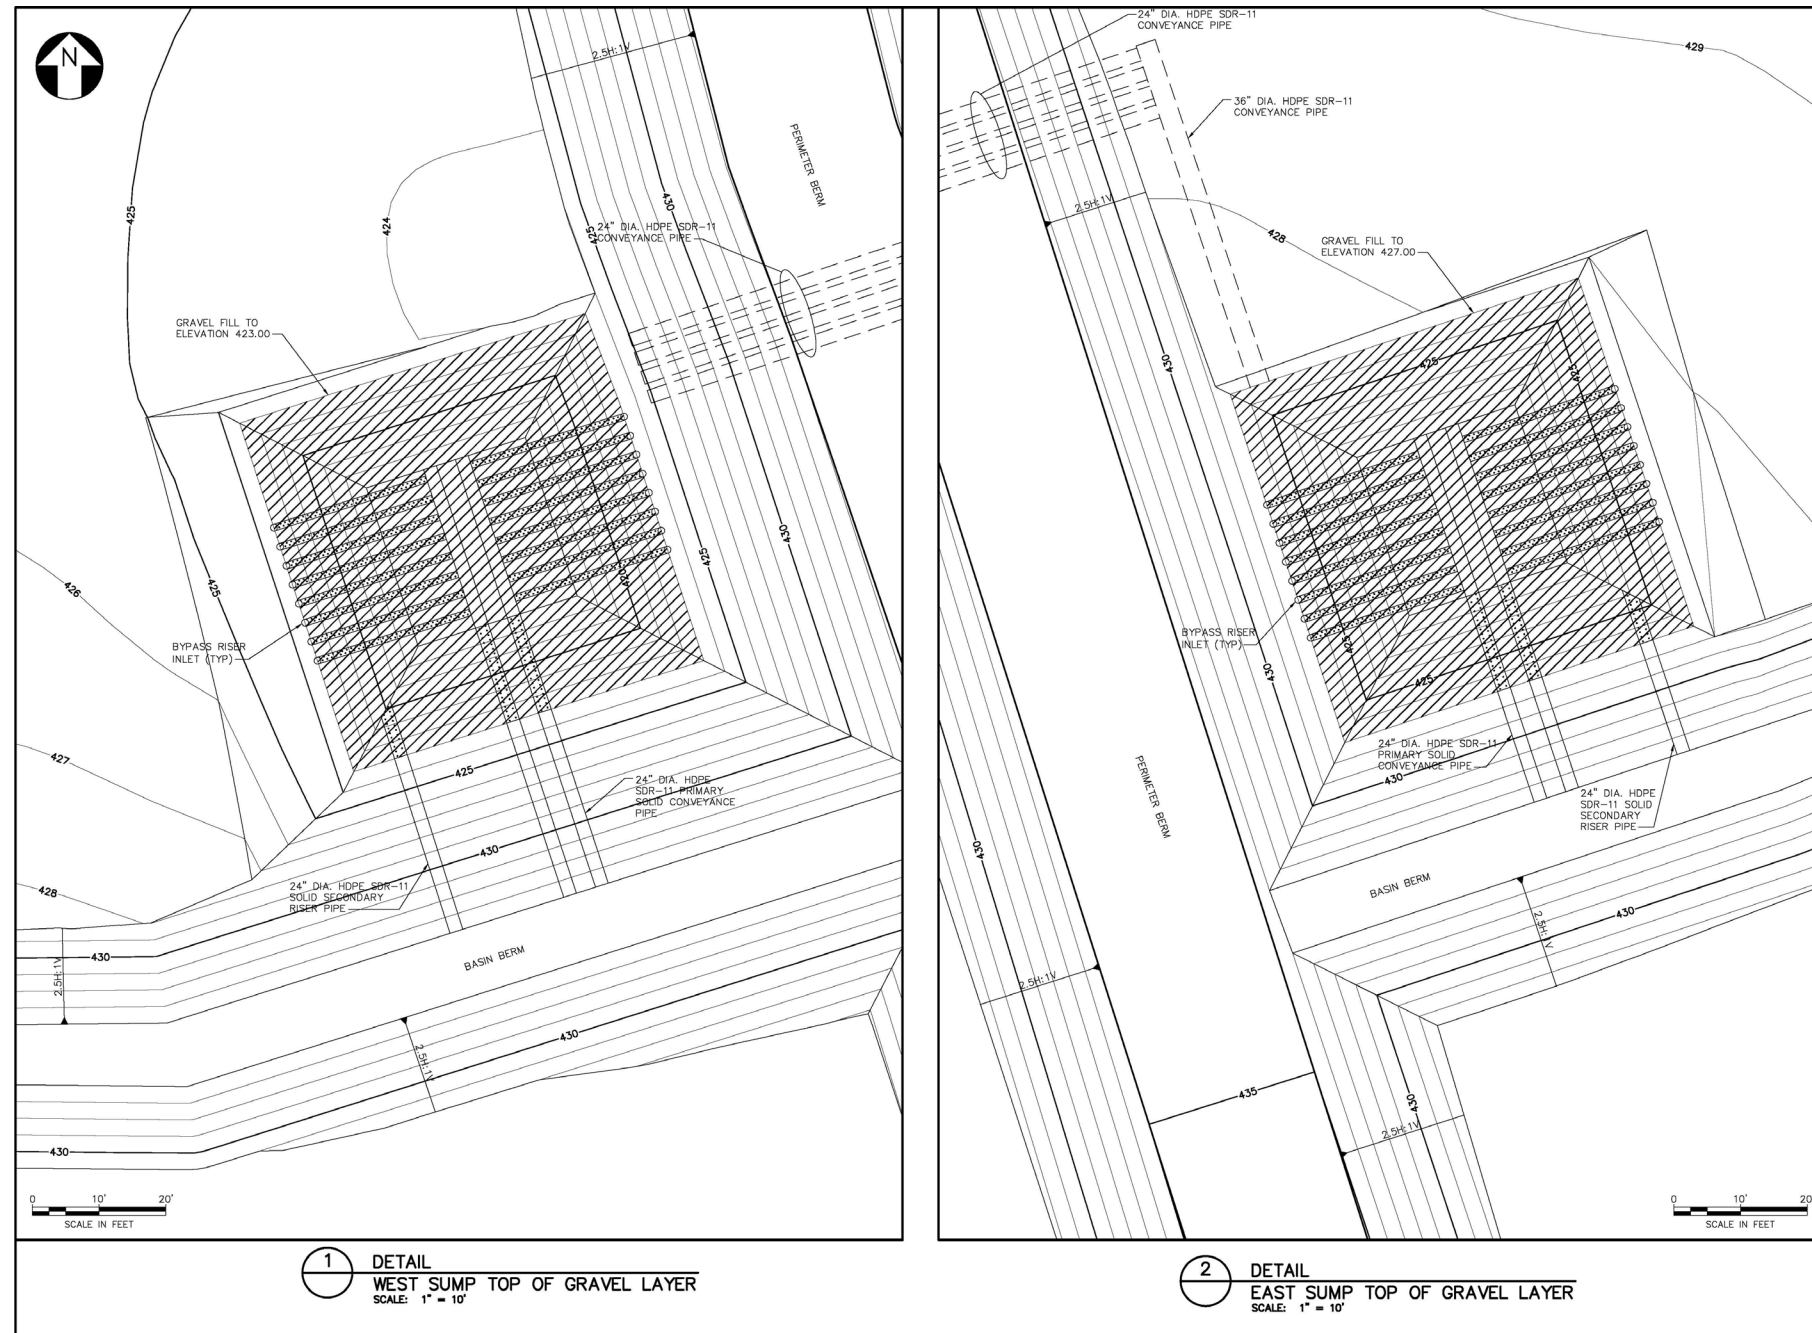 N
2.5H:1V
PERIMETER BERM
425
424
430
425
24" DIA. HDPE SDR-11
CONVEYANCE PIPE
GRAVEL FILL TO
ELEVATION 423.00
430
425
420
425
426
BYPASS RISER
INLET (TYP)
427
425
24" DIA. HDPE
SDR-11 PRIMARY
SOLID CONVEYANCE
PIPE
430
428
24" DIA. HDPE SDR-11
SOLID SECONDARY
RISER PIPE
430
2.5H:1V
BASIN BERM
430
2.5H:1V
430
0 10' 20'
SCALE IN FEET
1
DETAIL
WEST SUMP TOP OF GRAVEL LAYER
SCALE: 1" = 10'
24" DIA. HDPE SDR-11
CONVEYANCE PIPE
429
36" DIA. HDPE SDR-11
CONVEYANCE PIPE
2.5H:1V
428
GRAVEL FILL TO
ELEVATION 427.00
430
425
425
BYPASS RISER
INLET (TYP)
425
430
425
24" DIA. HDPE SDR-11
PRIMARY SOLID
CONVEYANCE PIPE
430
430
24" DIA. HDPE
SDR-11 SOLID
SECONDARY
RISER PIPE
PERIMETER BERM
430
BASIN BERM
430
2.5H:1V
2.5H:1V
435
430
2.5H:1V
0 10' 20
SCALE IN FEET
2
DETAIL
EAST SUMP TOP OF GRAVEL LAYER
SCALE: 1" = 10'